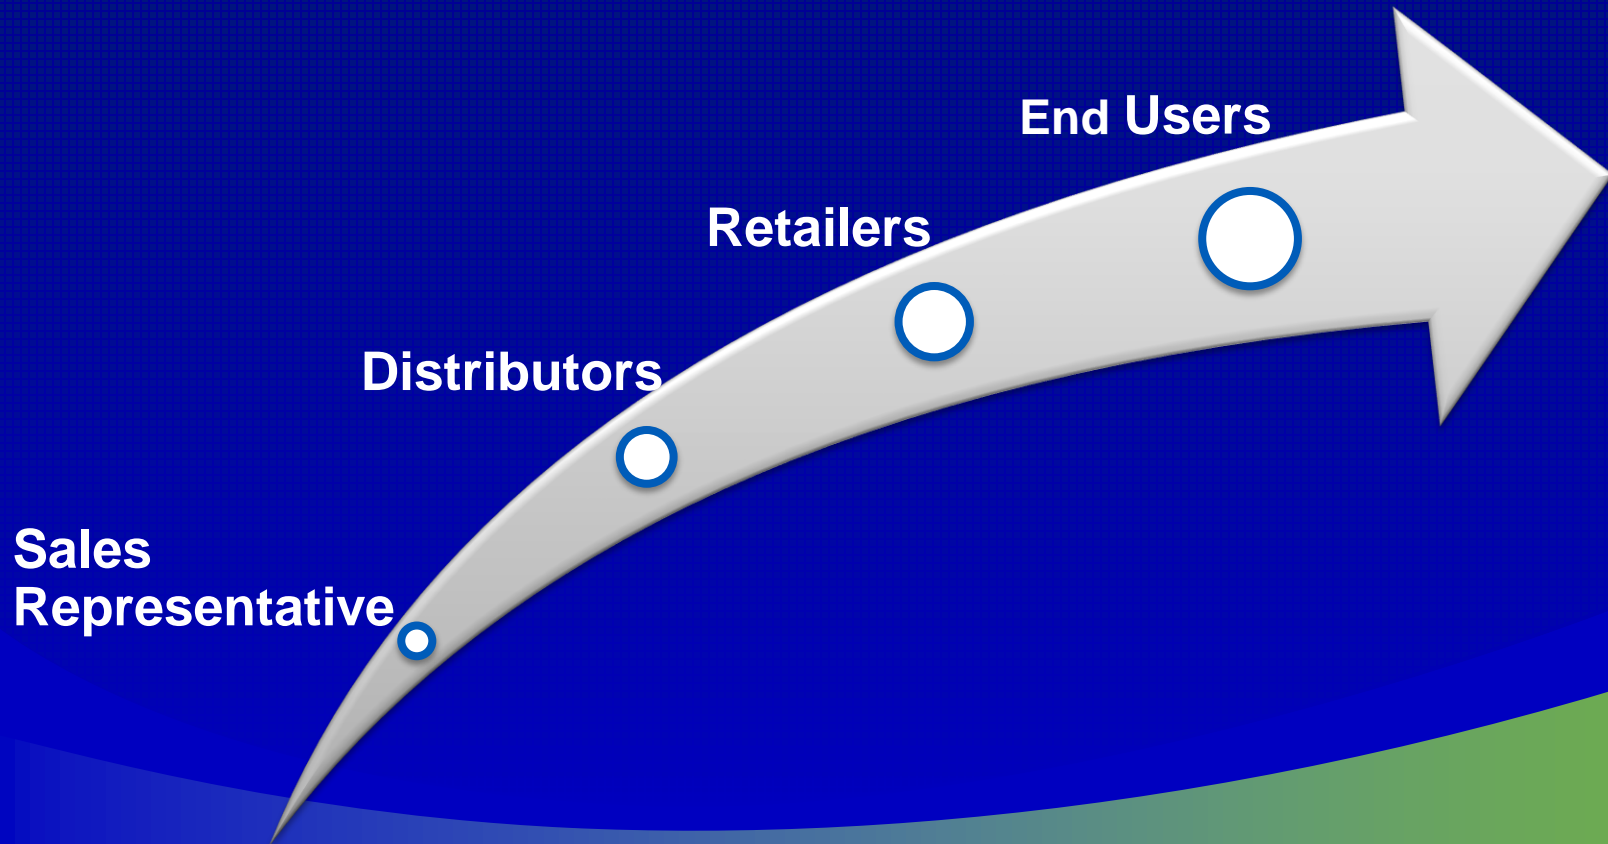 End Users
Retailers
Distributors
Sales
Representative